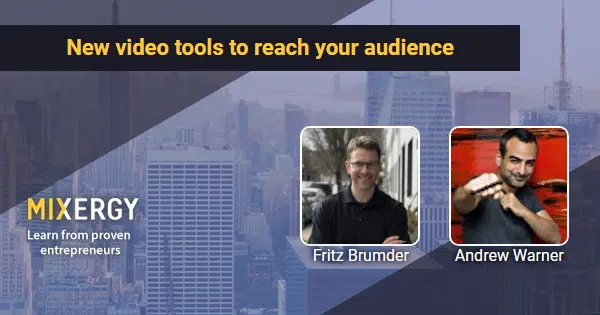 New video tools to reach your audience
MIXERGY
Learn from proven
entrepreneurs
Fritz Brumder
Andrew Warner